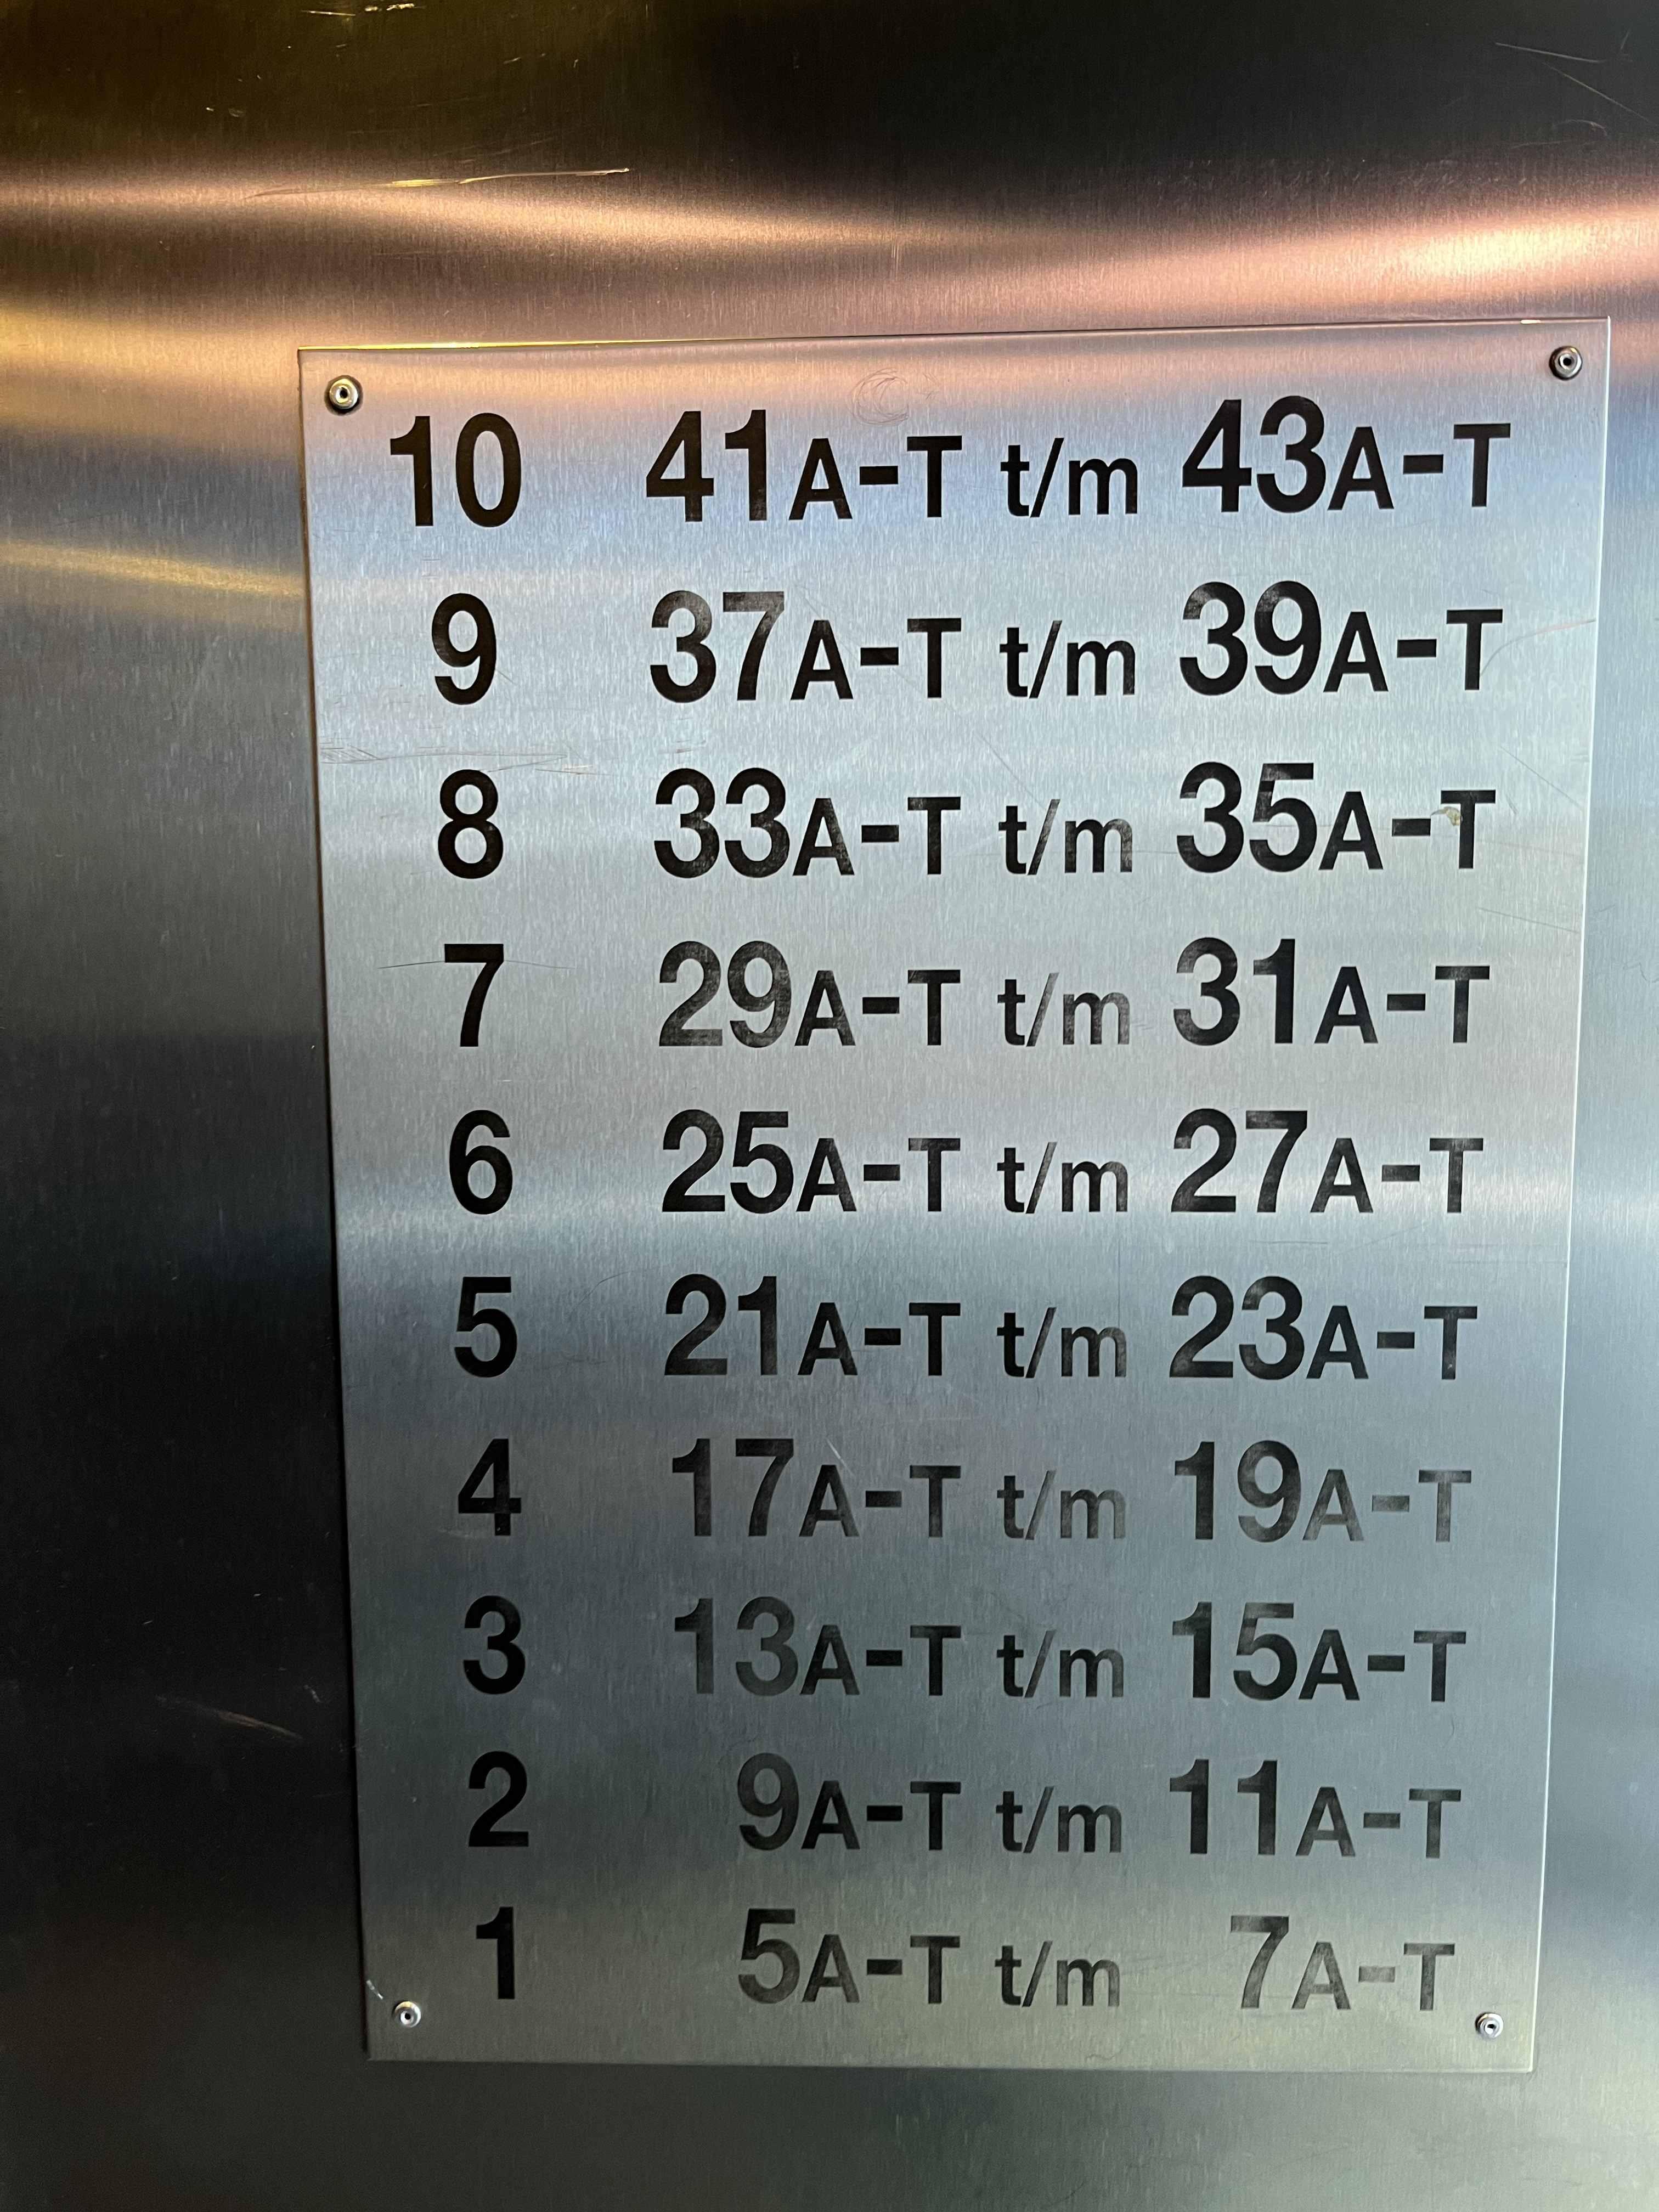 10 41A-T t/m 43A-T
9 37A-T t/m 39A-T
8 33A-T t/m 35A-T
7 29A-T t/m 31A-T
6 25A-T t/m 27A-T
5 21A-T t/m 23A-T
4 17A-T t/m 19A-T
3 13A-T t/m 15A-T
2 9A-T t/m 11A-T
1 5A-T t/m 7A-T